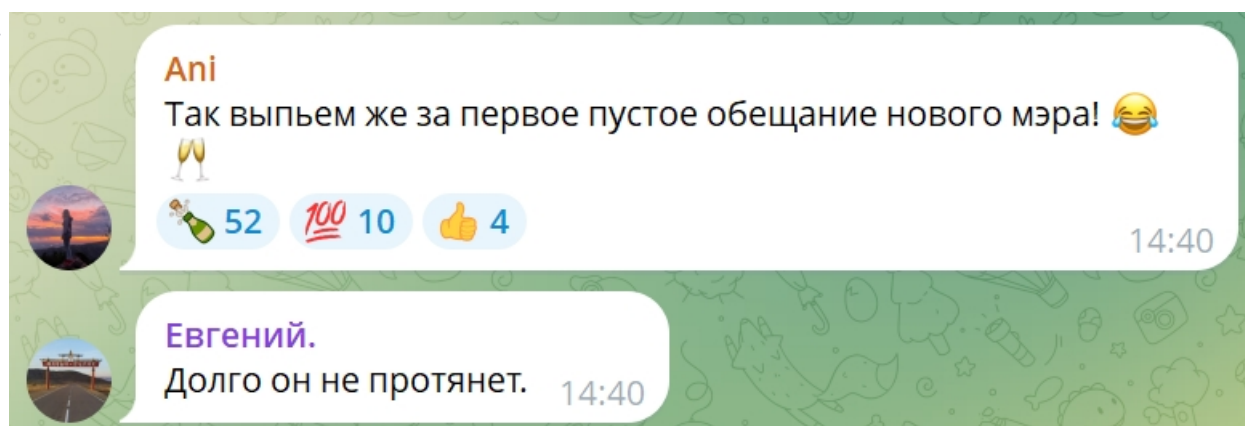 Ani
Так выпьем же за первое пустое обещание нового мэра! 😂
🥂
🍾 52 💯 10 👍 4
14:40
Евгений.
Долго он не протянет. 14:40